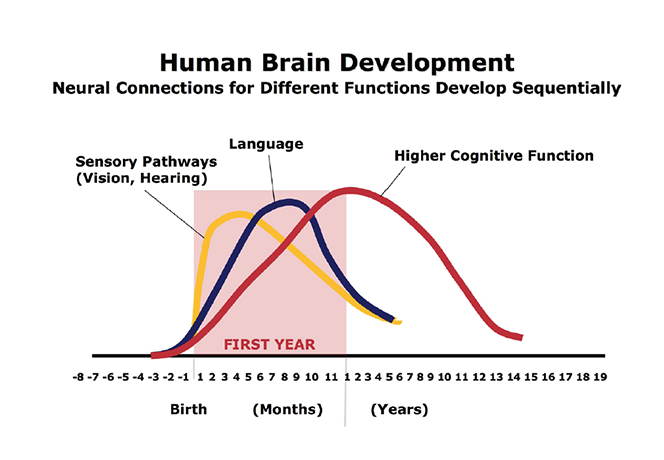 Human Brain Development
Neural Connections for Different Functions Develop Sequentially
Language
Sensory Pathways
(Vision, Hearing)
Higher Cognitive Function
FIRST YEAR
-8 -7 -6 -5 -4 -3 -2 -1 1 2 3 4 5 6 7 8 9 10 11 1 2 3 4 5 6 7 8 9 10 11 12 13 14 15 16 17 18 19
Birth (Months) (Years)